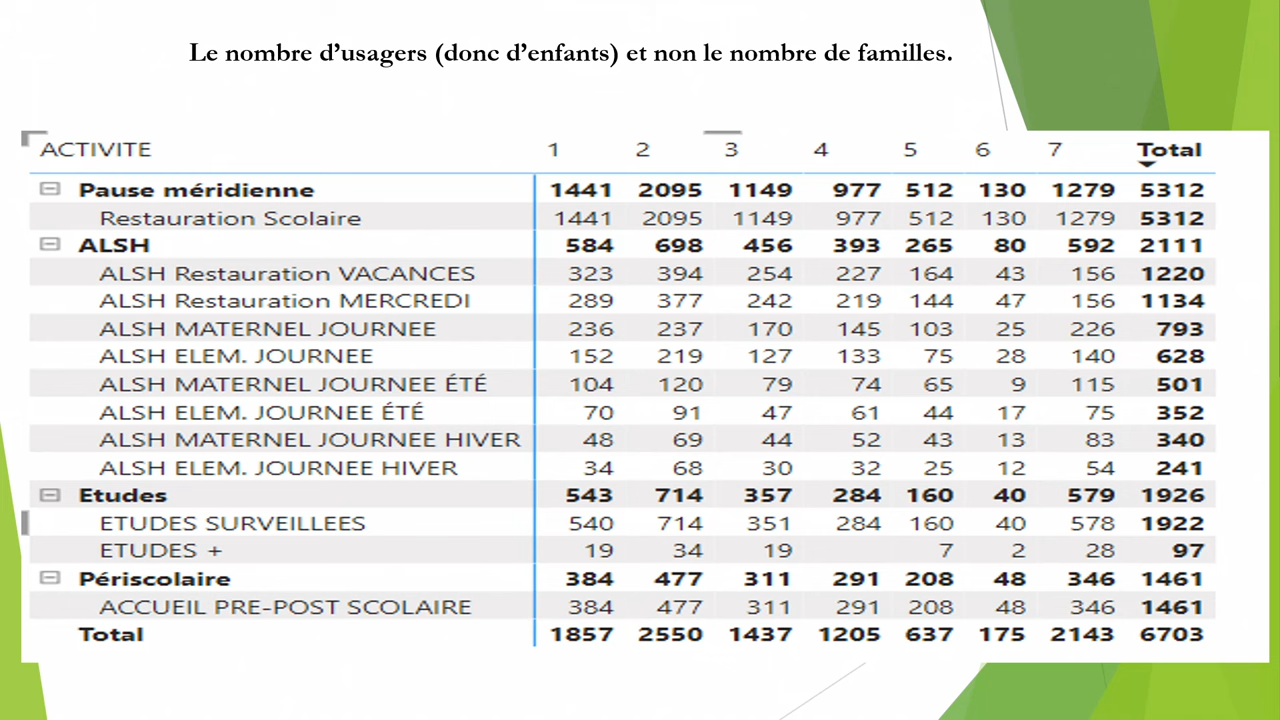 Le nombre d’usagers (donc d’enfants) et non le nombre de familles.
ACTIVITE 1 2 3 4 5 6 7 Total
Pause méridienne 1441 2095 1149 977 512 130 1279 5312
Restauration Scolaire 1441 2095 1149 977 512 130 1279 5312
ALSH 584 698 456 393 265 80 592 2111
ALSH Restauration VACANCES 323 394 254 227 164 43 156 1220
ALSH Restauration MERCREDI 289 377 242 219 144 47 156 1134
ALSH MATERNEL JOURNEE 236 237 170 145 103 25 226 793
ALSH ELEM. JOURNEE 152 219 127 133 75 28 140 628
ALSH MATERNEL JOURNEE ÉTÉ 104 120 79 74 65 9 115 501
ALSH ELEM. JOURNEE ÉTÉ 70 91 47 61 44 17 75 352
ALSH MATERNEL JOURNEE HIVER 48 69 44 52 43 13 83 340
ALSH ELEM. JOURNEE HIVER 34 68 30 32 25 12 54 241
Etudes 543 714 357 284 160 40 579 1926
ETUDES SURVEILLEES 540 714 351 284 160 40 578 1922
ETUDES + 19 34 19 7 2 28 97
Périscolaire 384 477 311 291 208 48 346 1461
ACCUEIL PRE-POST SCOLAIRE 384 477 311 291 208 48 346 1461
Total 1857 2550 1437 1205 637 175 2143 6703